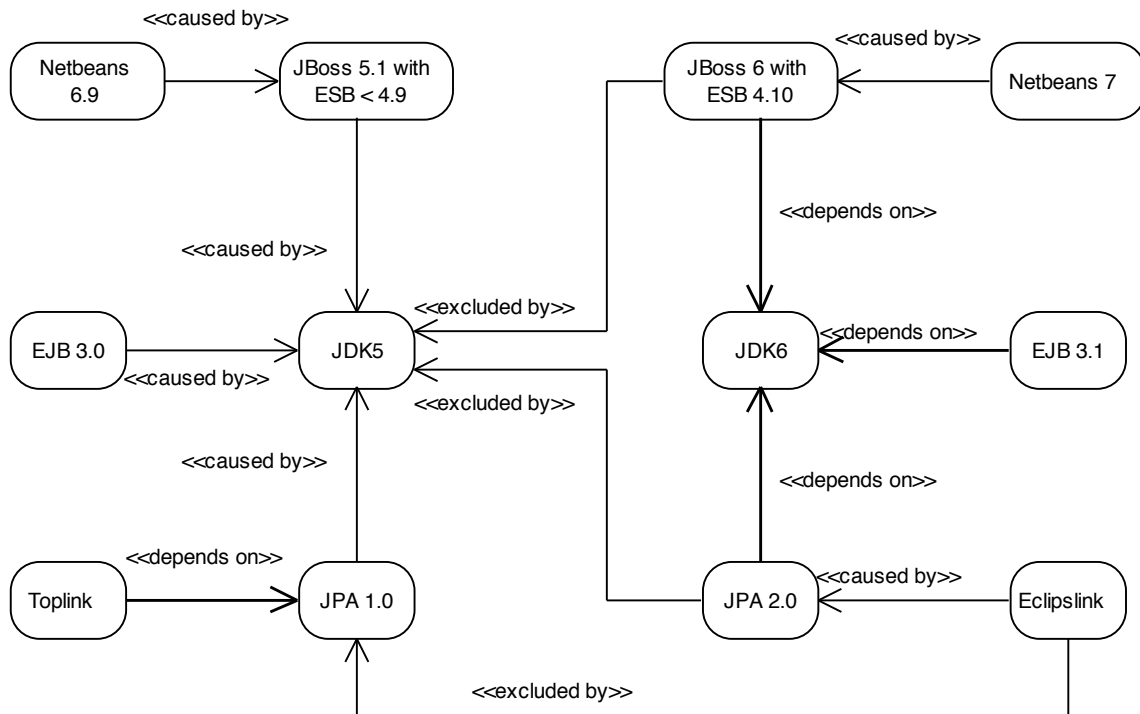 <<caused by>>
<<caused by>>
Netbeans
6.9
JBoss 5.1 with
ESB < 4.9
JBoss 6 with
ESB 4.10
Netbeans 7
<<depends on>>
<<caused by>>
<<excluded by>>
<<depends on>>
EJB 3.0
JDK5
JDK6
EJB 3.1
<<caused by>>
<<excluded by>>
<<caused by>>
<<depends on>>
<<depends on>>
<<caused by>>
Toplink
JPA 1.0
JPA 2.0
Eclipslink
<<excluded by>>